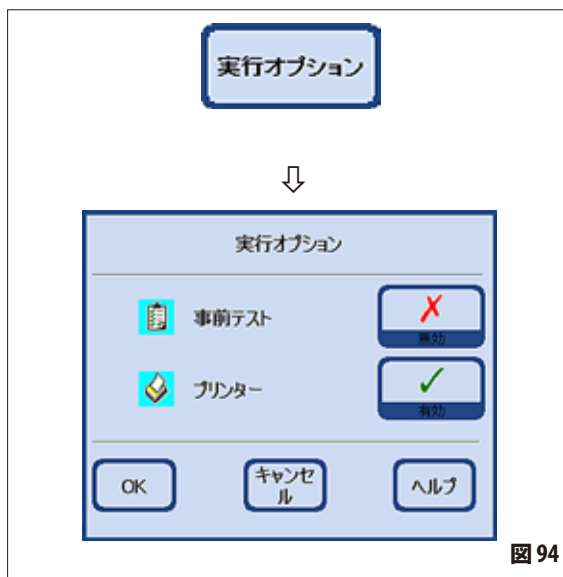 実行オプション
⇩
実行オプション
事前テスト
無効
プリンター
有効
OK
キャンセ
ル
ヘルプ
図 94